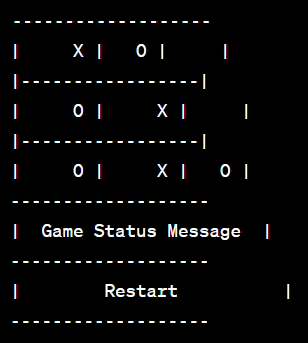 -------------------
|     X |   O |     |
|-----------------|
|     O |     X |     |
|-----------------|
|     O |     X |   O |
-------------------
|  Game Status Message  |
-------------------
|        Restart          |
-------------------